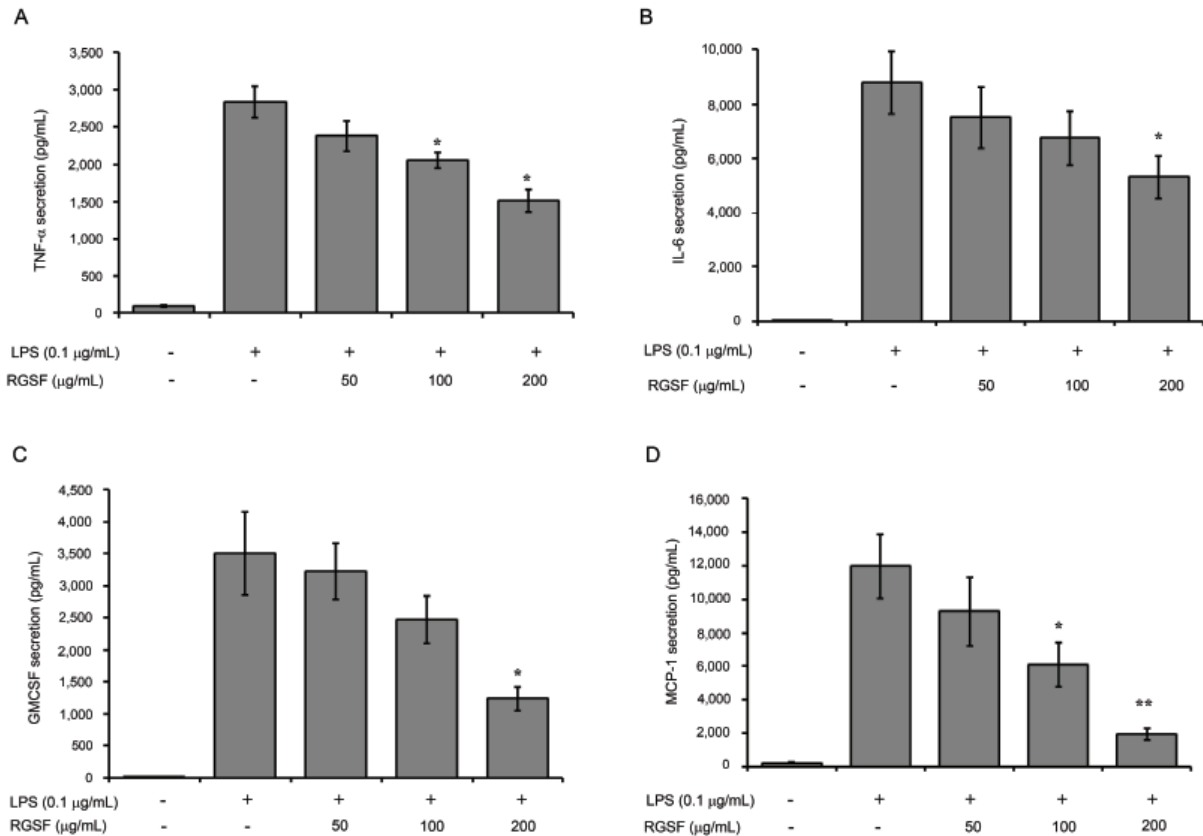 A
TNF-α secretion (pg/mL)
3,500
3,000
2,500
2,000
1,500
1,000
500
0
*
*
LPS (0.1 μg/mL) - + + + +
RGSF (μg/mL) - - 50 100 200
B
IL-6 secretion (pg/mL)
10,000
8,000
6,000
4,000
2,000
0
*
LPS (0.1 μg/mL) - + + + +
RGSF (μg/mL) - - 50 100 200
C
GMCSF secretion (pg/mL)
4,500
4,000
3,500
3,000
2,500
2,000
1,500
1,000
500
0
*
LPS (0.1 μg/mL) - + + + +
RGSF (μg/mL) - - 50 100 200
D
MCP-1 secretion (pg/mL)
16,000
14,000
12,000
10,000
8,000
6,000
4,000
2,000
0
*
**
LPS (0.1 μg/mL) - + + + +
RGSF (μg/mL) - - 50 100 200